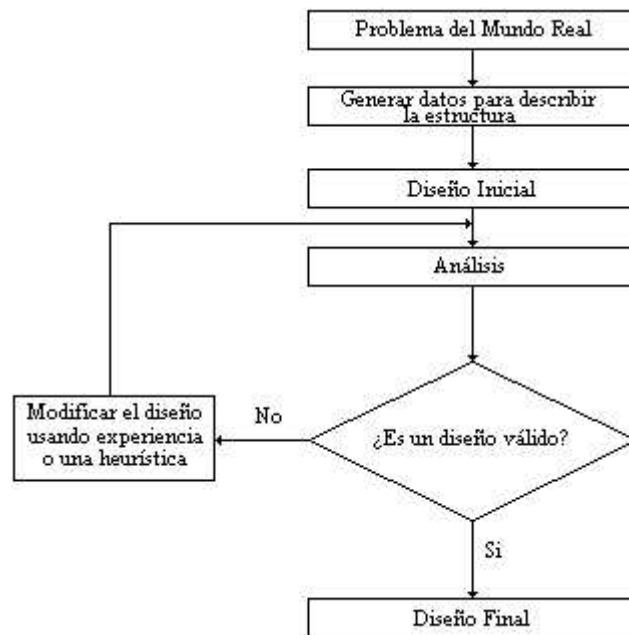 Problema del Mundo Real
Generar datos para describir
la estructura
Diseño Inicial
Análisis
Modificar el diseño
usando experiencia
o una heurística
No
¿Es un diseño válido?
Si
Diseño Final